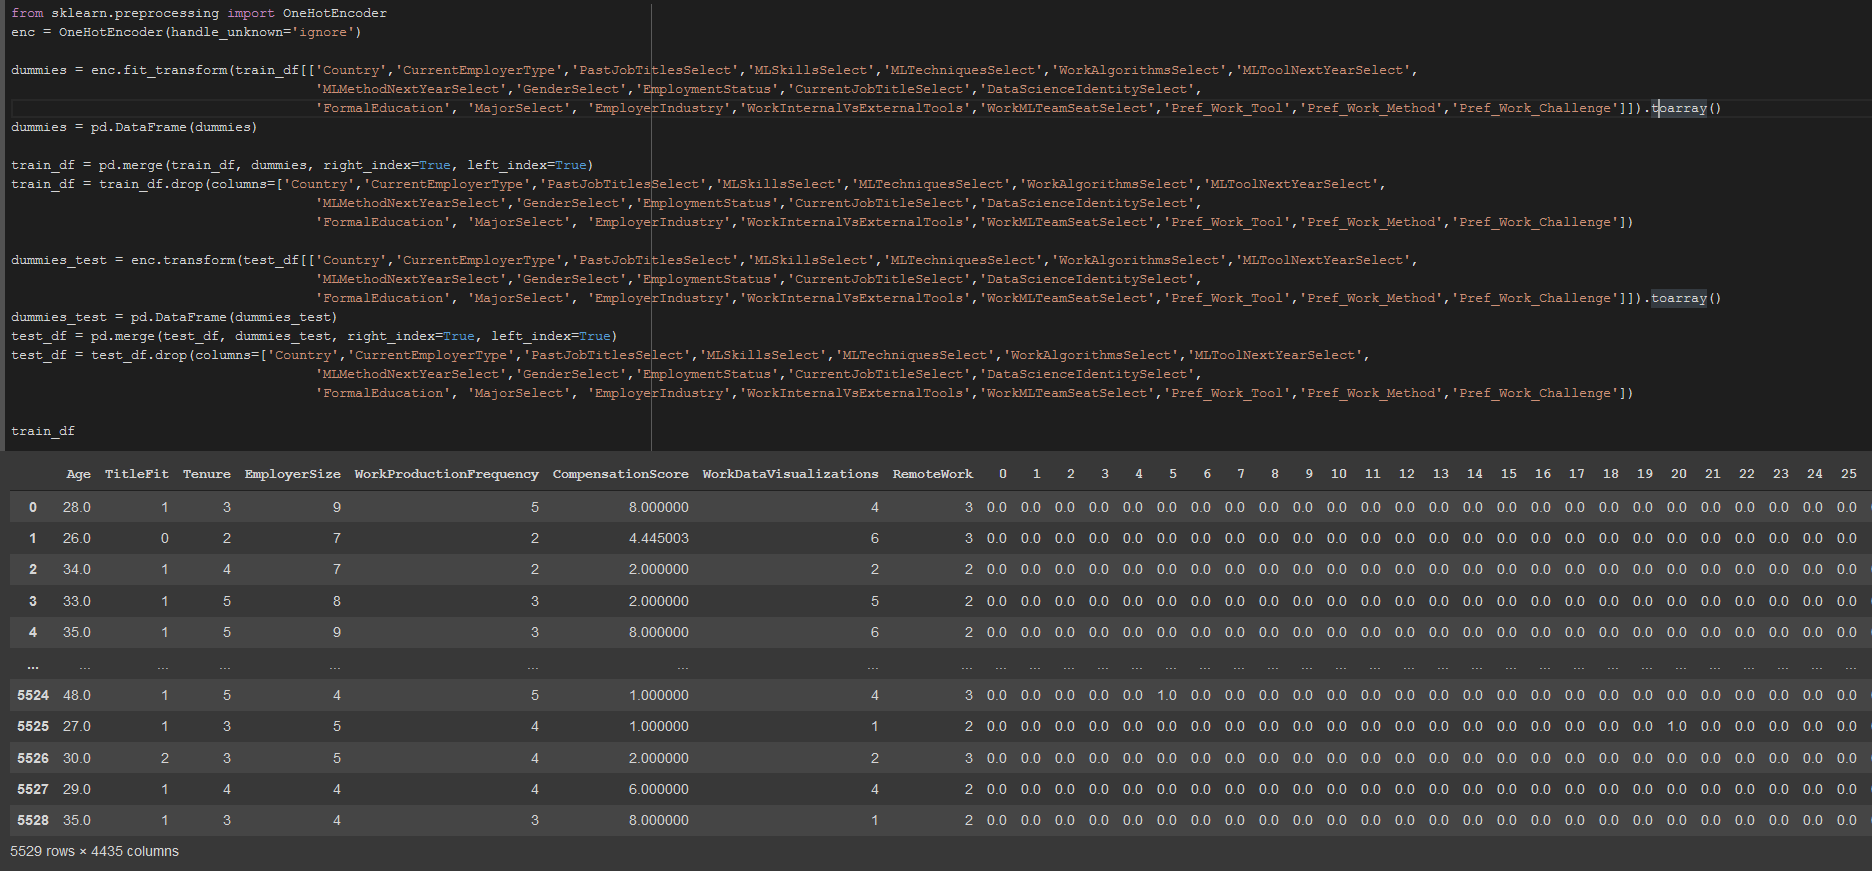 from sklearn.preprocessing import OneHotEncoder
enc = OneHotEncoder(handle_unknown='ignore')
dummies = enc.fit_transform(train_df[['Country','CurrentEmployerType','PastJobTitlesSelect','MLSkillsSelect','MLTechniquesSelect','WorkAlgorithmsSelect','MLToolNextYearSelect',
'MLMethodNextYearSelect','GenderSelect','EmploymentStatus','CurrentJobTitleSelect','DataScienceIdentitySelect',
'FormalEducation', 'MajorSelect', 'EmployerIndustry','WorkInternalVsExternalTools','WorkMLTeamSeatSelect','Pref_Work_Tool','Pref_Work_Method','Pref_Work_Challenge']]).toarray()
dummies = pd.DataFrame(dummies)
train_df = pd.merge(train_df, dummies, right_index=True, left_index=True)
train_df = train_df.drop(columns=['Country','CurrentEmployerType','PastJobTitlesSelect','MLSkillsSelect','MLTechniquesSelect','WorkAlgorithmsSelect','MLToolNextYearSelect',
'MLMethodNextYearSelect','GenderSelect','EmploymentStatus','CurrentJobTitleSelect','DataScienceIdentitySelect',
'FormalEducation', 'MajorSelect', 'EmployerIndustry','WorkInternalVsExternalTools','WorkMLTeamSeatSelect','Pref_Work_Tool','Pref_Work_Method','Pref_Work_Challenge'])
dummies_test = enc.transform(test_df[['Country','CurrentEmployerType','PastJobTitlesSelect','MLSkillsSelect','MLTechniquesSelect','WorkAlgorithmsSelect','MLToolNextYearSelect',
'MLMethodNextYearSelect','GenderSelect','EmploymentStatus','CurrentJobTitleSelect','DataScienceIdentitySelect',
'FormalEducation', 'MajorSelect', 'EmployerIndustry','WorkInternalVsExternalTools','WorkMLTeamSeatSelect','Pref_Work_Tool','Pref_Work_Method','Pref_Work_Challenge']]).toarray()
dummies_test = pd.DataFrame(dummies_test)
test_df = pd.merge(test_df, dummies_test, right_index=True, left_index=True)
test_df = test_df.drop(columns=['Country','CurrentEmployerType','PastJobTitlesSelect','MLSkillsSelect','MLTechniquesSelect','WorkAlgorithmsSelect','MLToolNextYearSelect',
'MLMethodNextYearSelect','GenderSelect','EmploymentStatus','CurrentJobTitleSelect','DataScienceIdentitySelect',
'FormalEducation', 'MajorSelect', 'EmployerIndustry','WorkInternalVsExternalTools','WorkMLTeamSeatSelect','Pref_Work_Tool','Pref_Work_Method','Pref_Work_Challenge'])
train_df
Age TitleFit Tenure EmployerSize WorkProductionFrequency CompensationScore WorkDataVisualizations RemoteWork 0 1 2 3 4 5 6 7 8 9 10 11 12 13 14 15 16 17 18 19 20 21 22 23 24 25
0 28.0 1 3 9 5 8.000000 4 3 0.0 0.0 0.0 0.0 0.0 0.0 0.0 0.0 0.0 0.0 0.0 0.0 0.0 0.0 0.0 0.0 0.0 0.0 0.0 0.0 0.0 0.0 0.0 0.0 0.0 0.0
1 26.0 0 2 7 2 4.445003 6 3 0.0 0.0 0.0 0.0 0.0 0.0 0.0 0.0 0.0 0.0 0.0 0.0 0.0 0.0 0.0 0.0 0.0 0.0 0.0 0.0 0.0 0.0 0.0 0.0 0.0 0.0
2 34.0 1 4 7 2 2.000000 2 2 0.0 0.0 0.0 0.0 0.0 0.0 0.0 0.0 0.0 0.0 0.0 0.0 0.0 0.0 0.0 0.0 0.0 0.0 0.0 0.0 0.0 0.0 0.0 0.0 0.0 0.0
3 33.0 1 5 8 3 2.000000 5 2 0.0 0.0 0.0 0.0 0.0 0.0 0.0 0.0 0.0 0.0 0.0 0.0 0.0 0.0 0.0 0.0 0.0 0.0 0.0 0.0 0.0 0.0 0.0 0.0 0.0 0.0
4 35.0 1 5 9 3 8.000000 6 2 0.0 0.0 0.0 0.0 0.0 0.0 0.0 0.0 0.0 0.0 0.0 0.0 0.0 0.0 0.0 0.0 0.0 0.0 0.0 0.0 0.0 0.0 0.0 0.0 0.0 0.0
... ... ... ... ... ... ... ... ... ... ... ... ... ... ... ... ... ... ... ... ... ... ... ... ... ... ... ... ... ... ... ... ... ... ...
5524 48.0 1 5 4 5 1.000000 4 3 0.0 0.0 0.0 0.0 0.0 1.0 0.0 0.0 0.0 0.0 0.0 0.0 0.0 0.0 0.0 0.0 0.0 0.0 0.0 0.0 0.0 0.0 0.0 0.0 0.0 0.0
5525 27.0 1 3 5 4 1.000000 1 2 0.0 0.0 0.0 0.0 0.0 0.0 0.0 0.0 0.0 0.0 0.0 0.0 0.0 0.0 0.0 0.0 0.0 0.0 0.0 0.0 1.0 0.0 0.0 0.0 0.0 0.0
5526 30.0 2 3 5 4 2.000000 2 3 0.0 0.0 0.0 0.0 0.0 0.0 0.0 0.0 0.0 0.0 0.0 0.0 0.0 0.0 0.0 0.0 0.0 0.0 0.0 0.0 0.0 0.0 0.0 0.0 0.0 0.0
5527 29.0 1 4 4 4 6.000000 4 2 0.0 0.0 0.0 0.0 0.0 0.0 0.0 0.0 0.0 0.0 0.0 0.0 0.0 0.0 0.0 0.0 0.0 0.0 0.0 0.0 0.0 0.0 0.0 0.0 0.0 0.0
5528 35.0 1 3 4 3 8.000000 1 2 0.0 0.0 0.0 0.0 0.0 0.0 0.0 0.0 0.0 0.0 0.0 0.0 0.0 0.0 0.0 0.0 0.0 0.0 0.0 0.0 0.0 0.0 0.0 0.0 0.0 0.0
5529 rows × 4435 columns